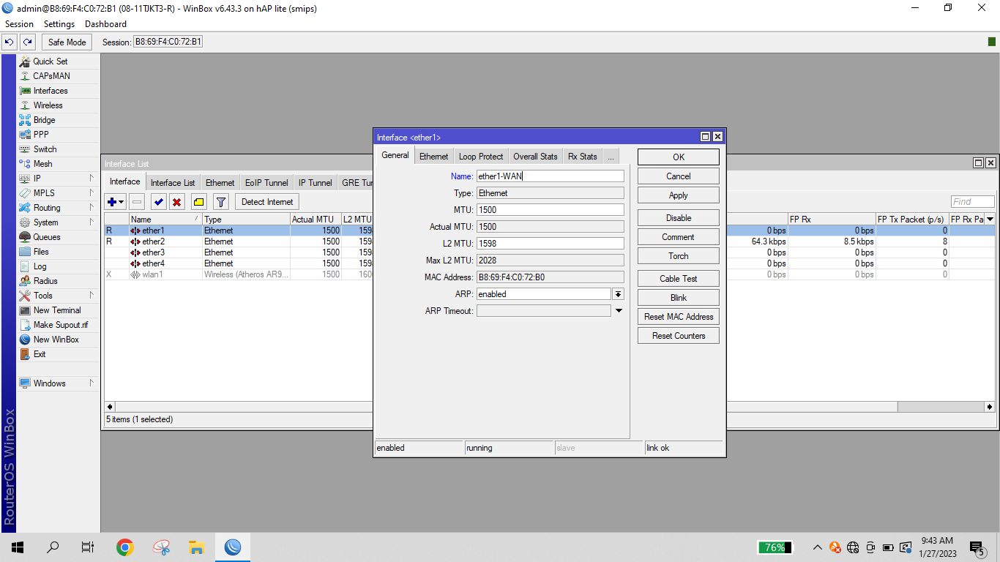 admin@B8:69:F4:C0:72:B1 (08-11TJKT3-R) - WinBox v6.43.3 on hAP lite (smips)
Session Settings Dashboard
Safe Mode Session: B8:69:F4:C0:72:B1
Quick Set
CAPsMAN
Interfaces
Wireless
Bridge
PPP
Switch
Mesh
IP
MPLS
Routing
System
Queues
Files
Log
Radius
Tools
New Terminal
Make Supout.rif
New WinBox
Exit
Windows
RouterOS WinBox
Interface List
Interface Interface List Ethernet EoIP Tunnel IP Tunnel GRE Tun
Detect Internet Find
Name Type Actual MTU L2 MTU FP Rx FP Tx Packet (p/s) FP Rx Pa
R ether1 Ethernet 1500 1598 0 bps 0 bps 0
R ether2 Ethernet 1500 1598 64.3 kbps 8.5 kbps 8
ether3 Ethernet 1500 1598 0 bps 0 bps 0
ether4 Ethernet 1500 1598 0 bps 0 bps 0
X wlan1 Wireless (Atheros AR9... 1500 1600 0 bps 0 bps 0
5 items (1 selected)
Interface <ether1>
General Ethernet Loop Protect Overall Stats Rx Stats ...
Name: ether1-WAN
Type: Ethernet
MTU: 1500
Actual MTU: 1500
L2 MTU: 1598
Max L2 MTU: 2028
MAC Address: B8:69:F4:C0:72:B0
ARP: enabled
ARP Timeout:
OK
Cancel
Apply
Disable
Comment
Torch
Cable Test
Blink
Reset MAC Address
Reset Counters
enabled running slave link ok
76%
9:43 AM
1/27/2023
5